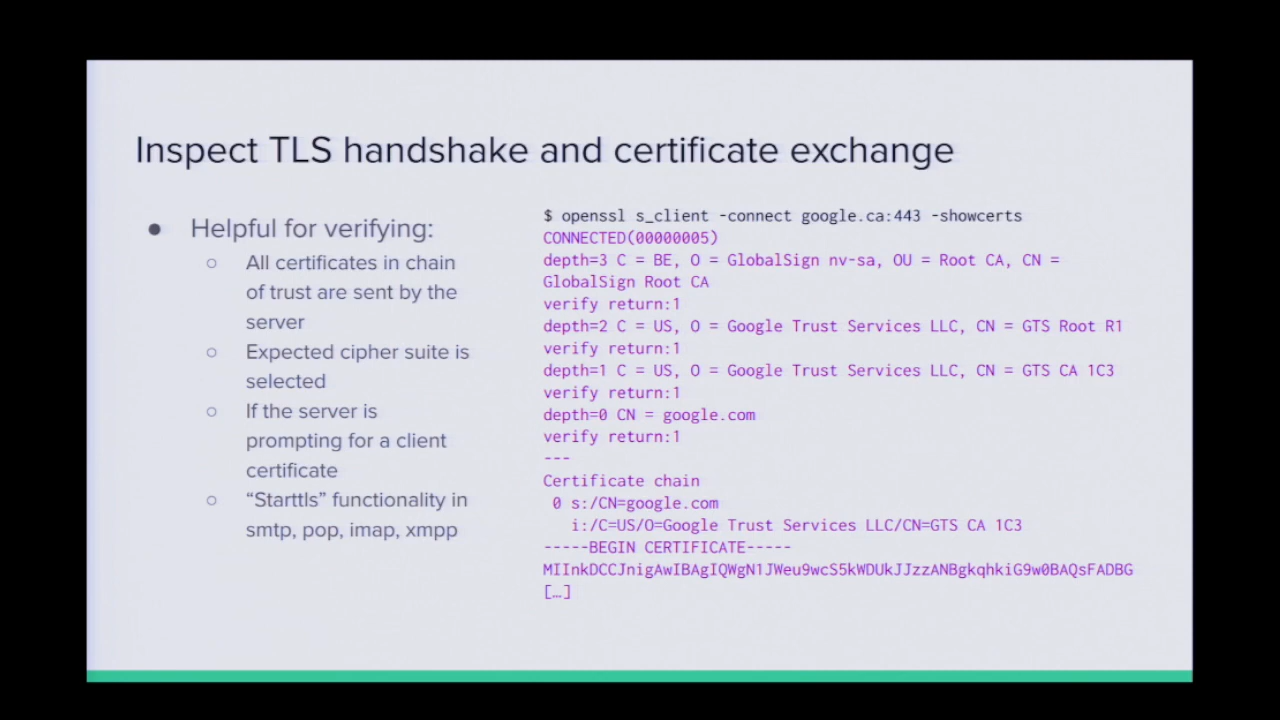 Inspect TLS handshake and certificate exchange
● Helpful for verifying:
○ All certificates in chain
of trust are sent by the
server
○ Expected cipher suite is
selected
○ If the server is
prompting for a client
certificate
○ “Starttls” functionality in
smtp, pop, imap, xmpp
$ openssl s_client -connect google.ca:443 -showcerts
CONNECTED(00000005)
depth=3 C = BE, O = GlobalSign nv-sa, OU = Root CA, CN =
GlobalSign Root CA
verify return:1
depth=2 C = US, O = Google Trust Services LLC, CN = GTS Root R1
verify return:1
depth=1 C = US, O = Google Trust Services LLC, CN = GTS CA 1C3
verify return:1
depth=0 CN = google.com
verify return:1
---
Certificate chain
0 s:/CN=google.com
i:/C=US/O=Google Trust Services LLC/CN=GTS CA 1C3
-----BEGIN CERTIFICATE-----
MIInkDCCJnigAwIBAgIQWgN1JWeu9wcS5kWDUkJJzzANBgkqhkiG9w0BAQsFADBG
[…]